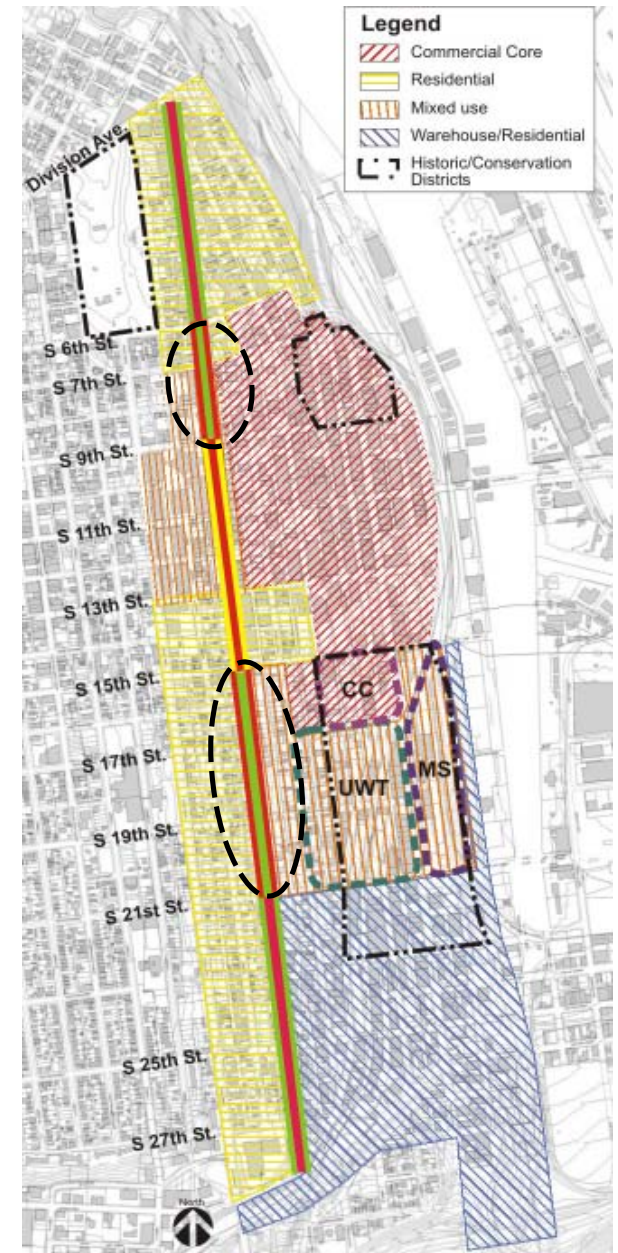 Legend
Commercial Core
Residential
Mixed use
Warehouse/Residential
Historic/Conservation
Districts
Division Ave.
S 6th St.
S 7th St.
S 9th St.
S 11th St.
S 13th St.
S 15th St.
CC
S 17th St.
UWT
MS
S 19th St.
S 21st St.
S 25th St.
S 27th St.
North